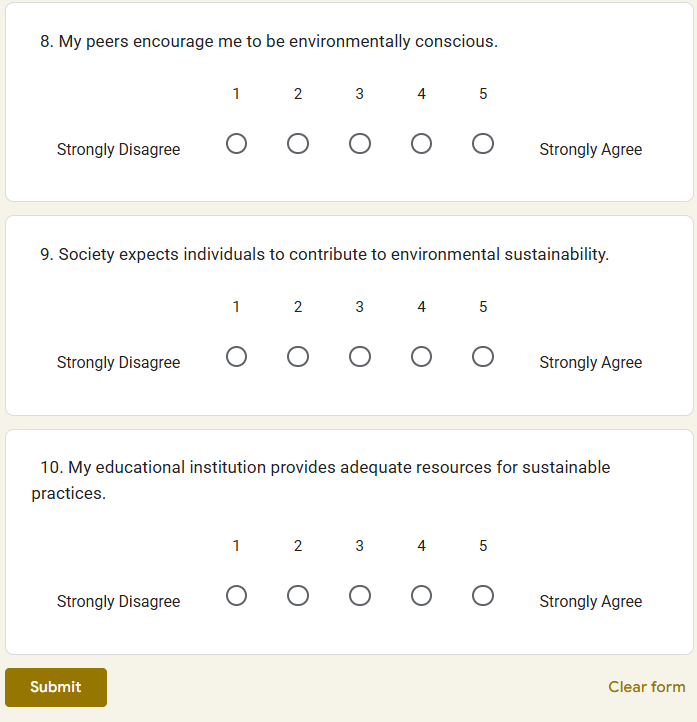 8. My peers encourage me to be environmentally conscious.
1 2 3 4 5
Strongly Disagree Strongly Agree
9. Society expects individuals to contribute to environmental sustainability.
1 2 3 4 5
Strongly Disagree Strongly Agree
10. My educational institution provides adequate resources for sustainable
practices.
1 2 3 4 5
Strongly Disagree Strongly Agree
Submit Clear form